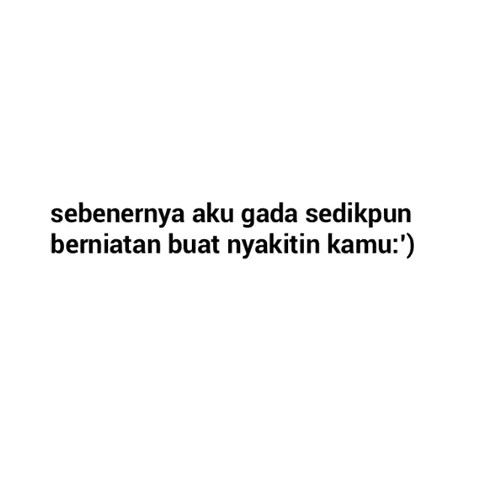 sebenernya aku gada sedikpun
berniatan buat nyakitin kamu:')